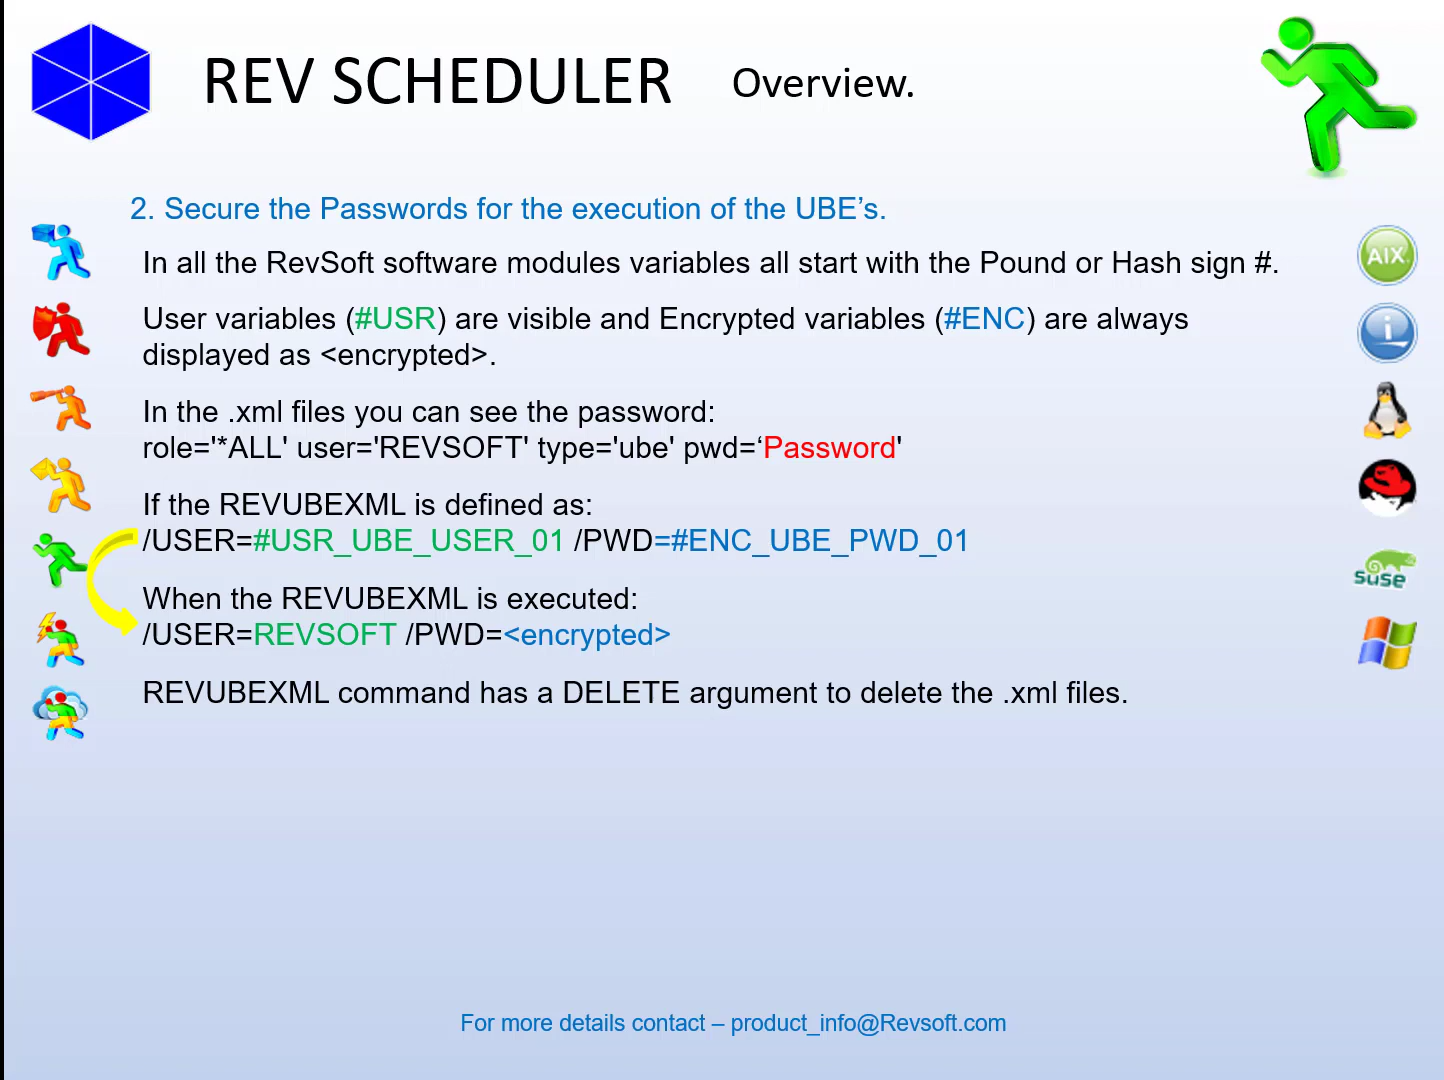 REV SCHEDULER Overview.
2. Secure the Passwords for the execution of the UBE’s.
In all the RevSoft software modules variables all start with the Pound or Hash sign #.
User variables (#USR) are visible and Encrypted variables (#ENC) are always
displayed as <encrypted>.
In the .xml files you can see the password:
role='*ALL' user='REVSOFT' type='ube' pwd=‘Password'
If the REVUBEXML is defined as:
/USER=#USR_UBE_USER_01 /PWD=#ENC_UBE_PWD_01
When the REVUBEXML is executed:
/USER=REVSOFT /PWD=<encrypted>
REVUBEXML command has a DELETE argument to delete the .xml files.
AIX
i
SUSE
For more details contact – product_info@Revsoft.com